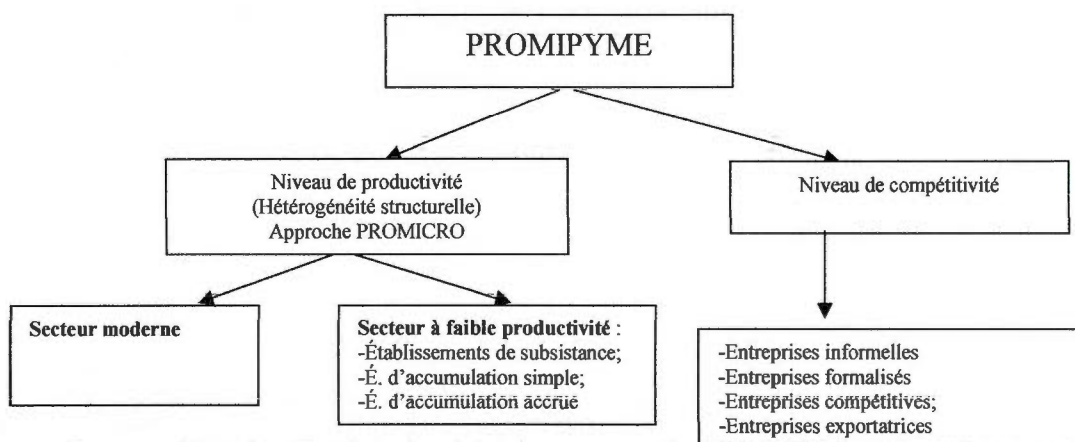 PROMIPYME
Niveau de productivité
(Hétérogénéité structurelle)
Approche PROMICRO
Niveau de compétitivité
Secteur moderne
Secteur à faible productivité :
-Établissements de subsistance;
-É. d'accumulation simple;
-É. d'accumulation accrue
-Entreprises informelles
-Entreprises formalisés
-Entreprises compétitives;
-Entreprises exportatrices